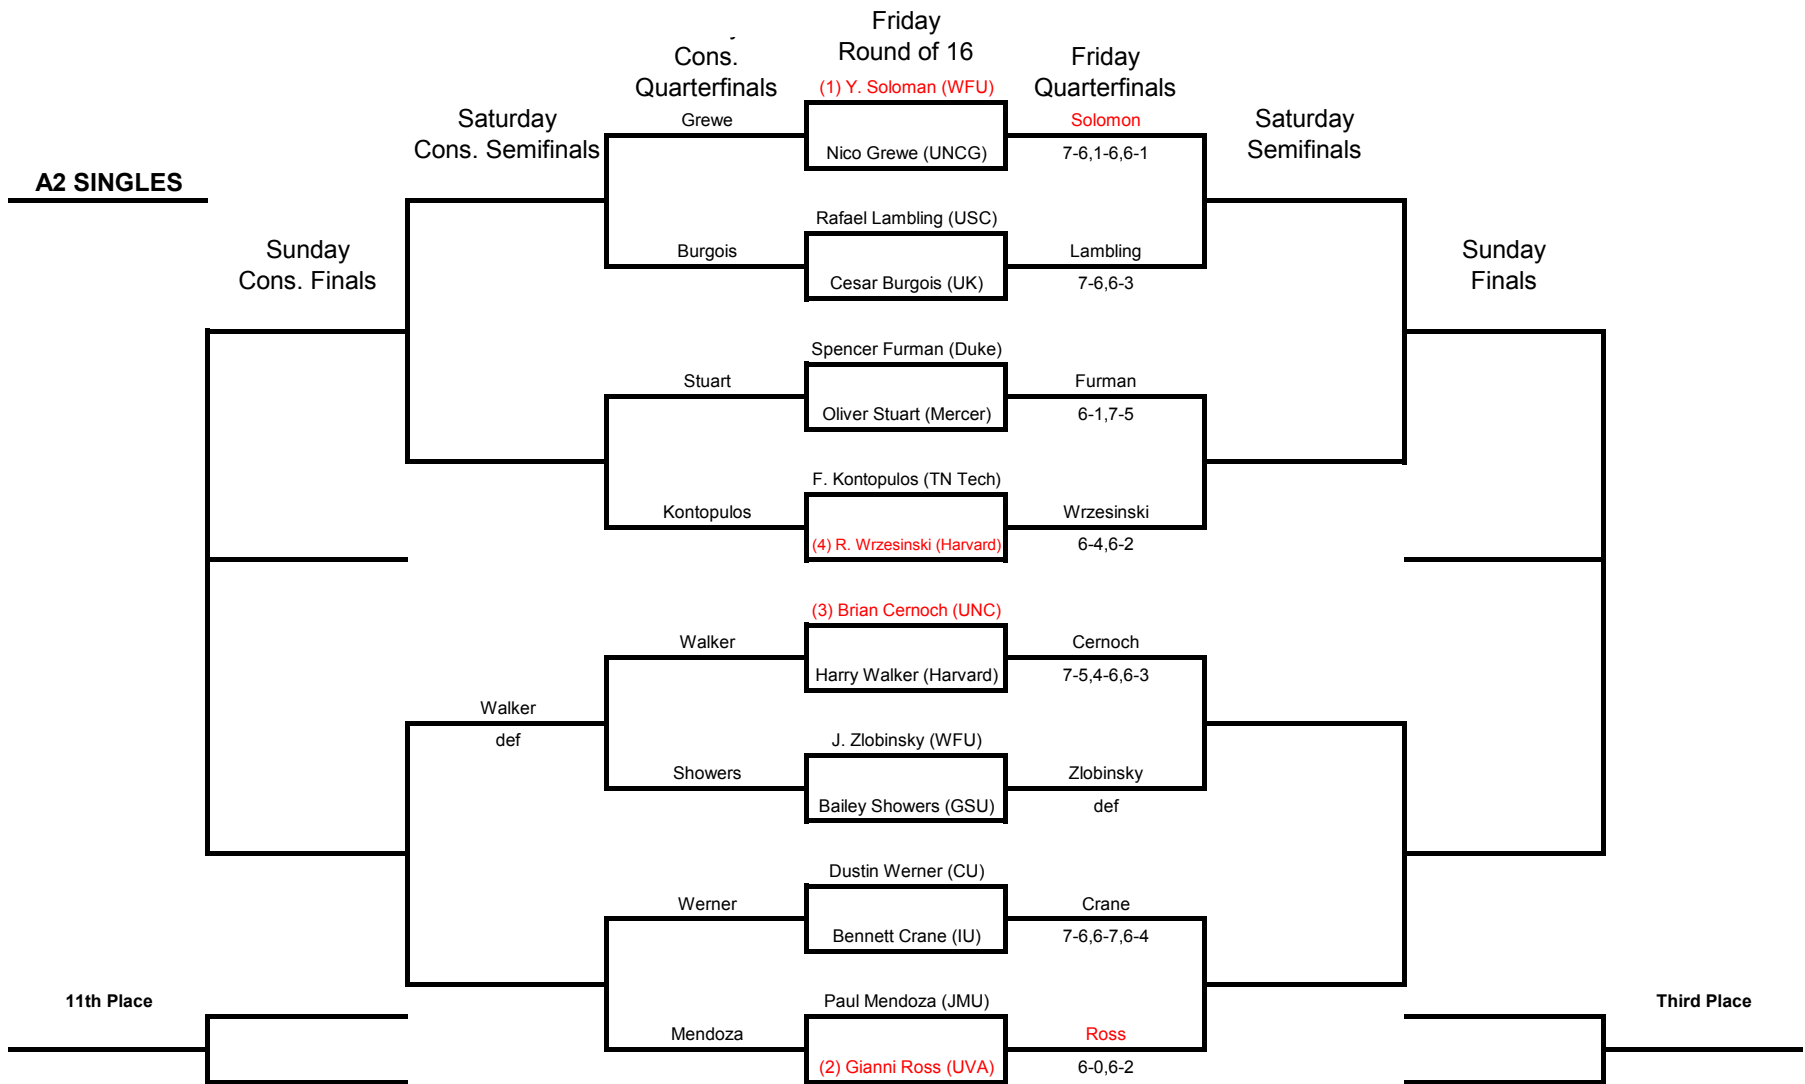 Friday
Round of 16
Cons.
Quarterfinals
Friday
Quarterfinals
(1) Y. Soloman (WFU)
Saturday
Cons. Semifinals
Grewe
Solomon
Saturday
Semifinals
Nico Grewe (UNCG)
7-6,1-6,6-1
A2 SINGLES
Rafael Lambling (USC)
Sunday
Cons. Finals
Burgois
Lambling
Sunday
Finals
Cesar Burgois (UK)
7-6,6-3
Spencer Furman (Duke)
Stuart
Furman
Oliver Stuart (Mercer)
6-1,7-5
F. Kontopulos (TN Tech)
Kontopulos
Wrzesinski
(4) R. Wrzesinski (Harvard)
6-4,6-2
(3) Brian Cernoch (UNC)
Walker
Cernoch
Harry Walker (Harvard)
7-5,4-6,6-3
Walker
def
J. Zlobinsky (WFU)
Showers
Zlobinsky
Bailey Showers (GSU)
def
Dustin Werner (CU)
Werner
Crane
Bennett Crane (IU)
7-6,6-7,6-4
11th Place
Paul Mendoza (JMU)
Third Place
Mendoza
Ross
(2) Gianni Ross (UVA)
6-0,6-2